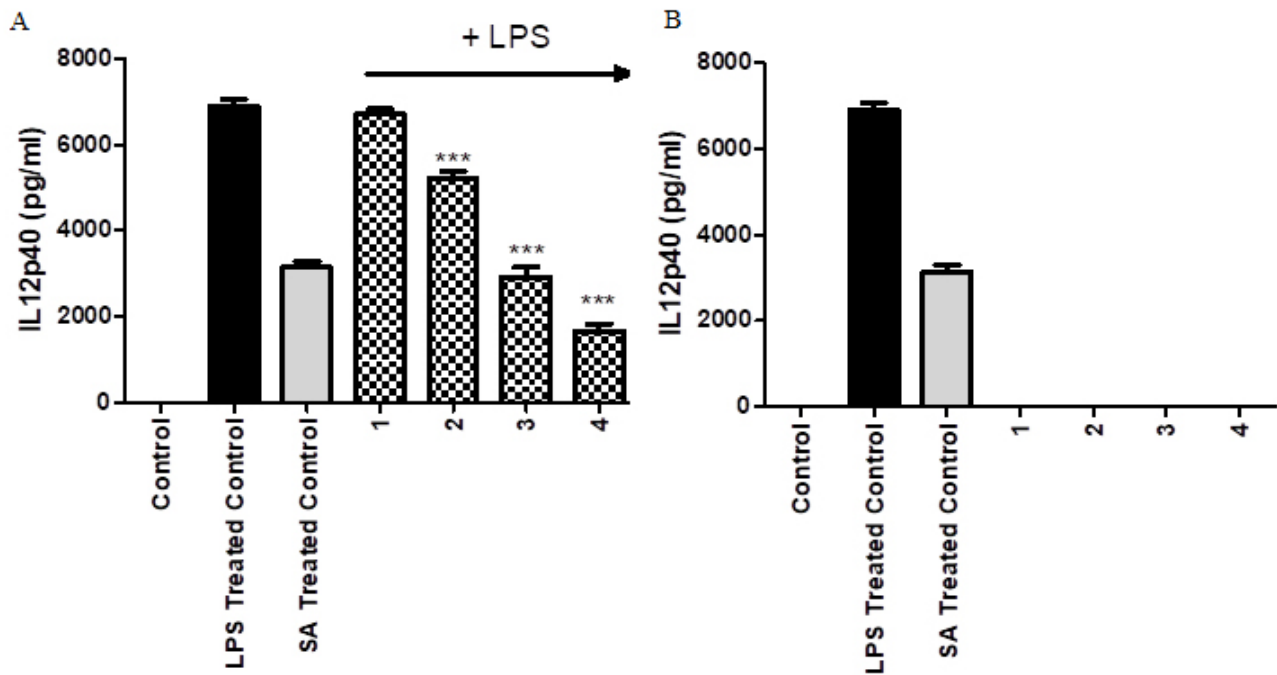 A
+ LPS
IL12p40 (pg/ml)
8000
6000
4000
2000
0
***
***
***
Control
LPS Treated Control
SA Treated Control
1
2
3
4
B
IL12p40 (pg/ml)
8000
6000
4000
2000
0
Control
LPS Treated Control
SA Treated Control
1
2
3
4